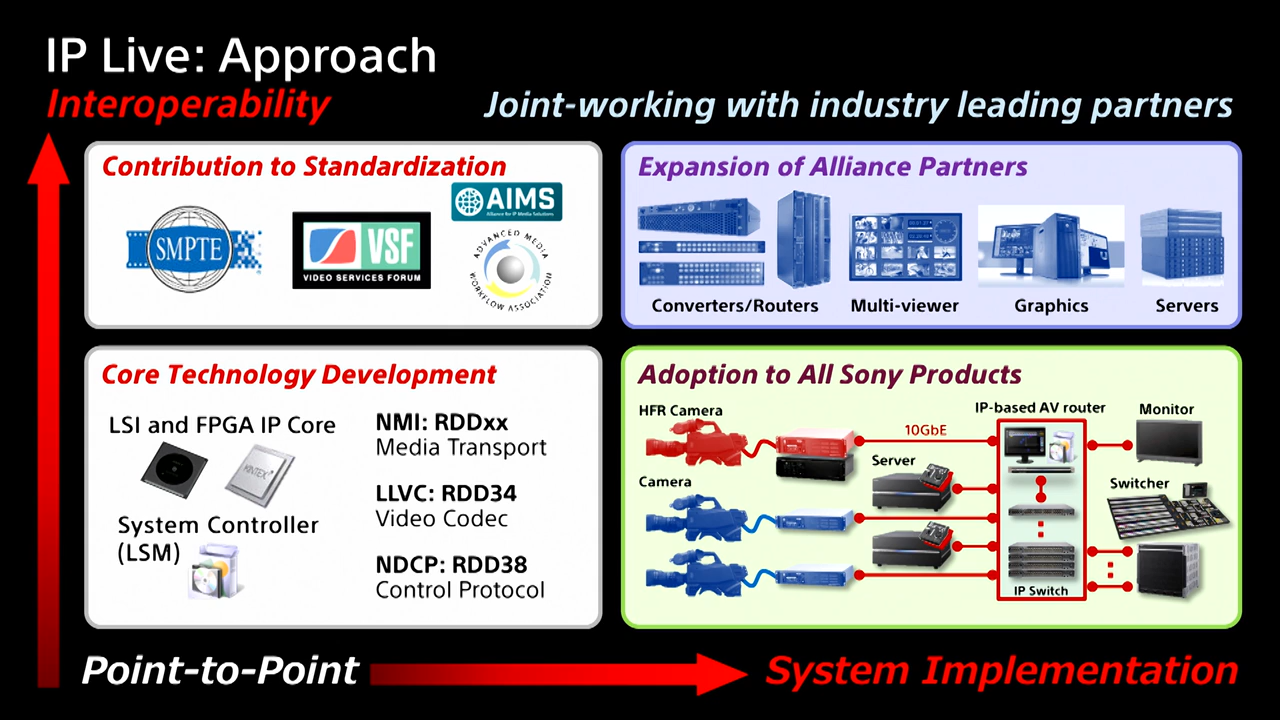 IP Live: Approach
Interoperability
Joint-working with industry leading partners
Contribution to Standardization
SMPTE
VSF
VIDEO SERVICES FORUM
AIMS
Alliance for IP Media Solutions
ADVANCED MEDIA
WORKFLOW ASSOCIATION
Expansion of Alliance Partners
Converters/Routers
Multi-viewer
Graphics
Servers
Core Technology Development
LSI and FPGA IP Core
KINTEX
System Controller
(LSM)
NMI: RDDxx
Media Transport
LLVC: RDD34
Video Codec
NDCP: RDD38
Control Protocol
Adoption to All Sony Products
HFR Camera
Camera
10GbE
Server
IP-based AV router
IP Switch
Monitor
Switcher
Point-to-Point
System Implementation